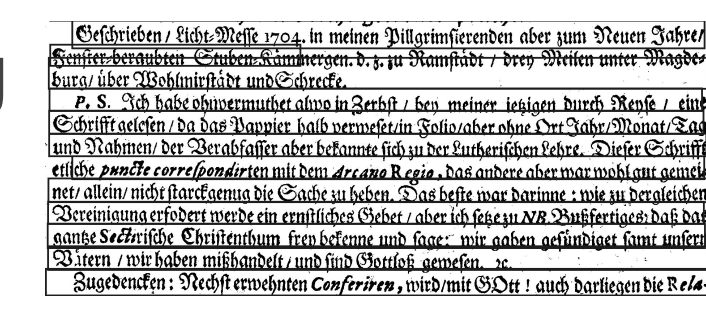 Geschrieben / Licht-Messe 1704. in meinen Pillgrimsierenden aber zum Neuen Jahre /
Fenster-beraubten Stuben-Kämmergen. d. z. zu Ramstädt / drey Meilen unter Magde-
burg / über Wohlmirstädt und Schrecke.
P. S. Ich habe ohnvermuthet alwo in Zerbst / bey meiner ietzigen durch Reyse / eine
Schrifft gelesen / da das Pappier halb verweset / in Folio / aber ohne Ort Jahr / Monat / Tag
und Nahmen / der Verabfasser aber bekannte sich zu der Lutherischen Lehre. Dieser Schrifft
etliche puncte correspondirten mit dem Arcano Regio, das andere aber war wohl gut gemei-
net / allein / nicht starck genug die Sache zu heben. Das beste war darinne : wie zu dergleichen
Vereinigung erfodert werde ein ernstliches Gebet / aber ich setze zu NB. Bußfertiges: daß das
gantze Sectirische Christenthum frey bekenne und sage: wir haben gesündiget samt unsern
Vätern / wir haben mißhandelt / und sind Gottloß gewesen. ꝛc.
Zugedencken : Nechst erwehnten Conferiren, wird / mit GOtt ! auch darliegen die Rela-